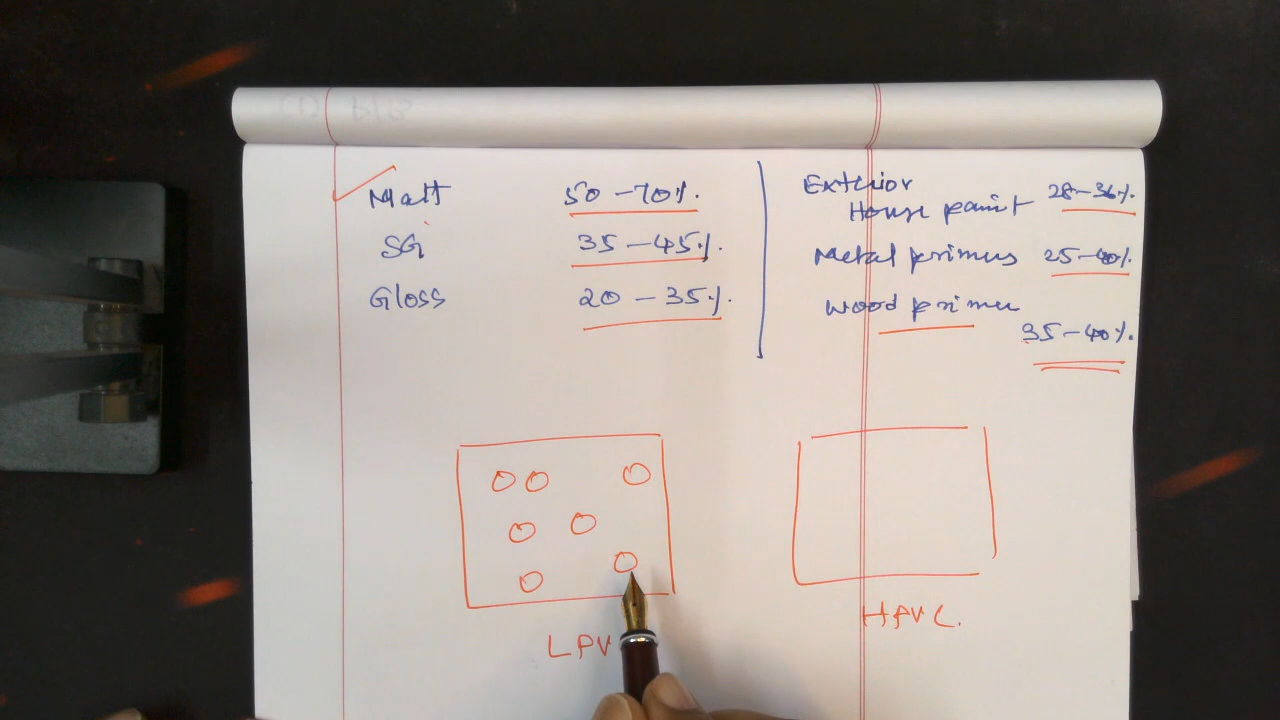 Matt 50-70%.
SG 35-45%.
Gloss 20-35%.
Exterior
House paint 28-36%.
Metal primers 25-40%.
Wood primer
35-40%.
LPV
HPVC.